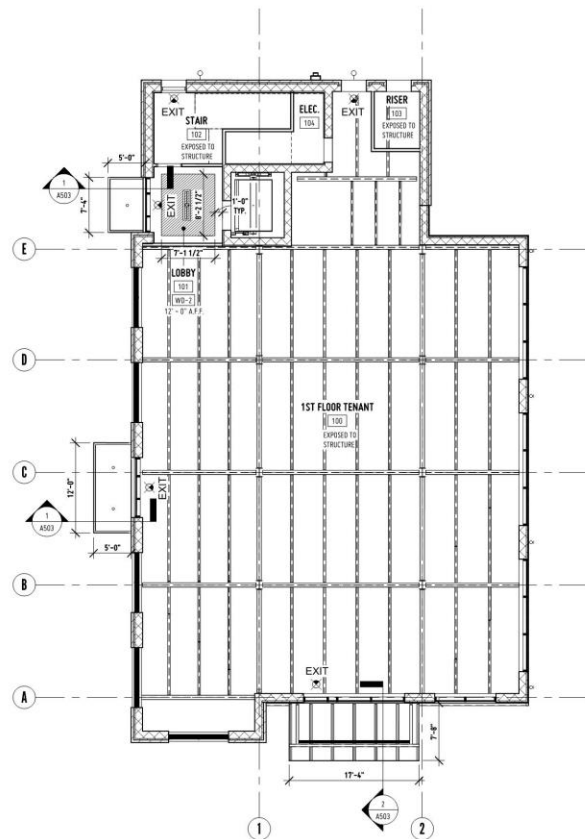 EXIT
STAIR
102
EXPOSED TO
STRUCTURE
ELEC.
104
EXIT
RISER
103
EXPOSED TO
STRUCTURE
5'-0"
1
A503
7'-4"
EXIT
8'-2 1/2"
1'-0"
TYP.
E
7'-1 1/2"
LOBBY
101
WD-2
12' - 0" A.F.F.
D
1ST FLOOR TENANT
100
EXPOSED TO
STRUCTURE
C
12'-0"
EXIT
1
A503
5'-0"
B
EXIT
A
7'-8"
17'-4"
2
A503
1
2